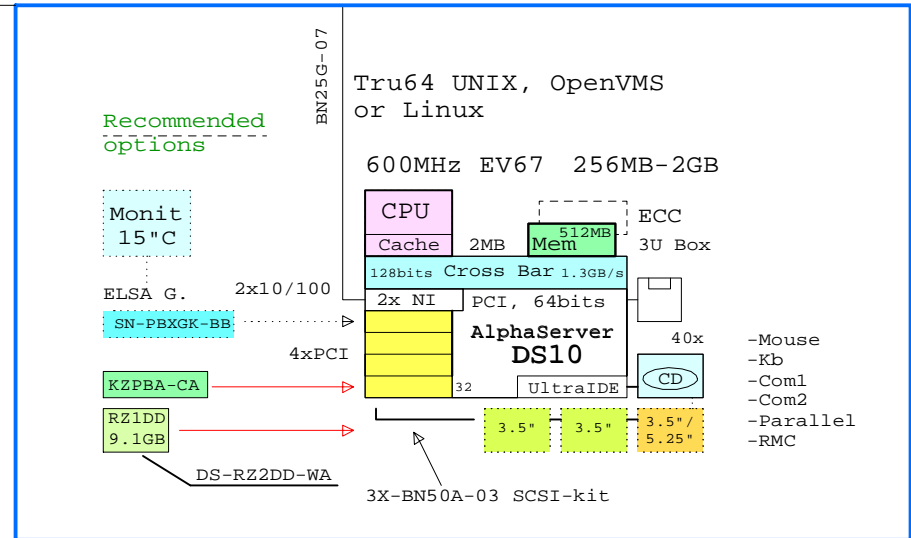 BN25G-07
Tru64 UNIX, OpenVMS
or Linux
Recommended
options
600MHz EV67 256MB-2GB
Monit
15"C
CPU
Cache
2MB
512MB
Mem
ECC
3U Box
128bits Cross Bar 1.3GB/s
ELSA G.
2x10/100
2x NI
PCI, 64bits
SN-PBXGK-BB
AlphaServer
DS10
4xPCI
40x
KZPBA-CA
32
UltraIDE
CD
-Mouse
-Kb
-Com1
-Com2
-Parallel
-RMC
RZ1DD
9.1GB
3.5"
3.5"
3.5"/
5.25"
DS-RZ2DD-WA
3X-BN50A-03 SCSI-kit